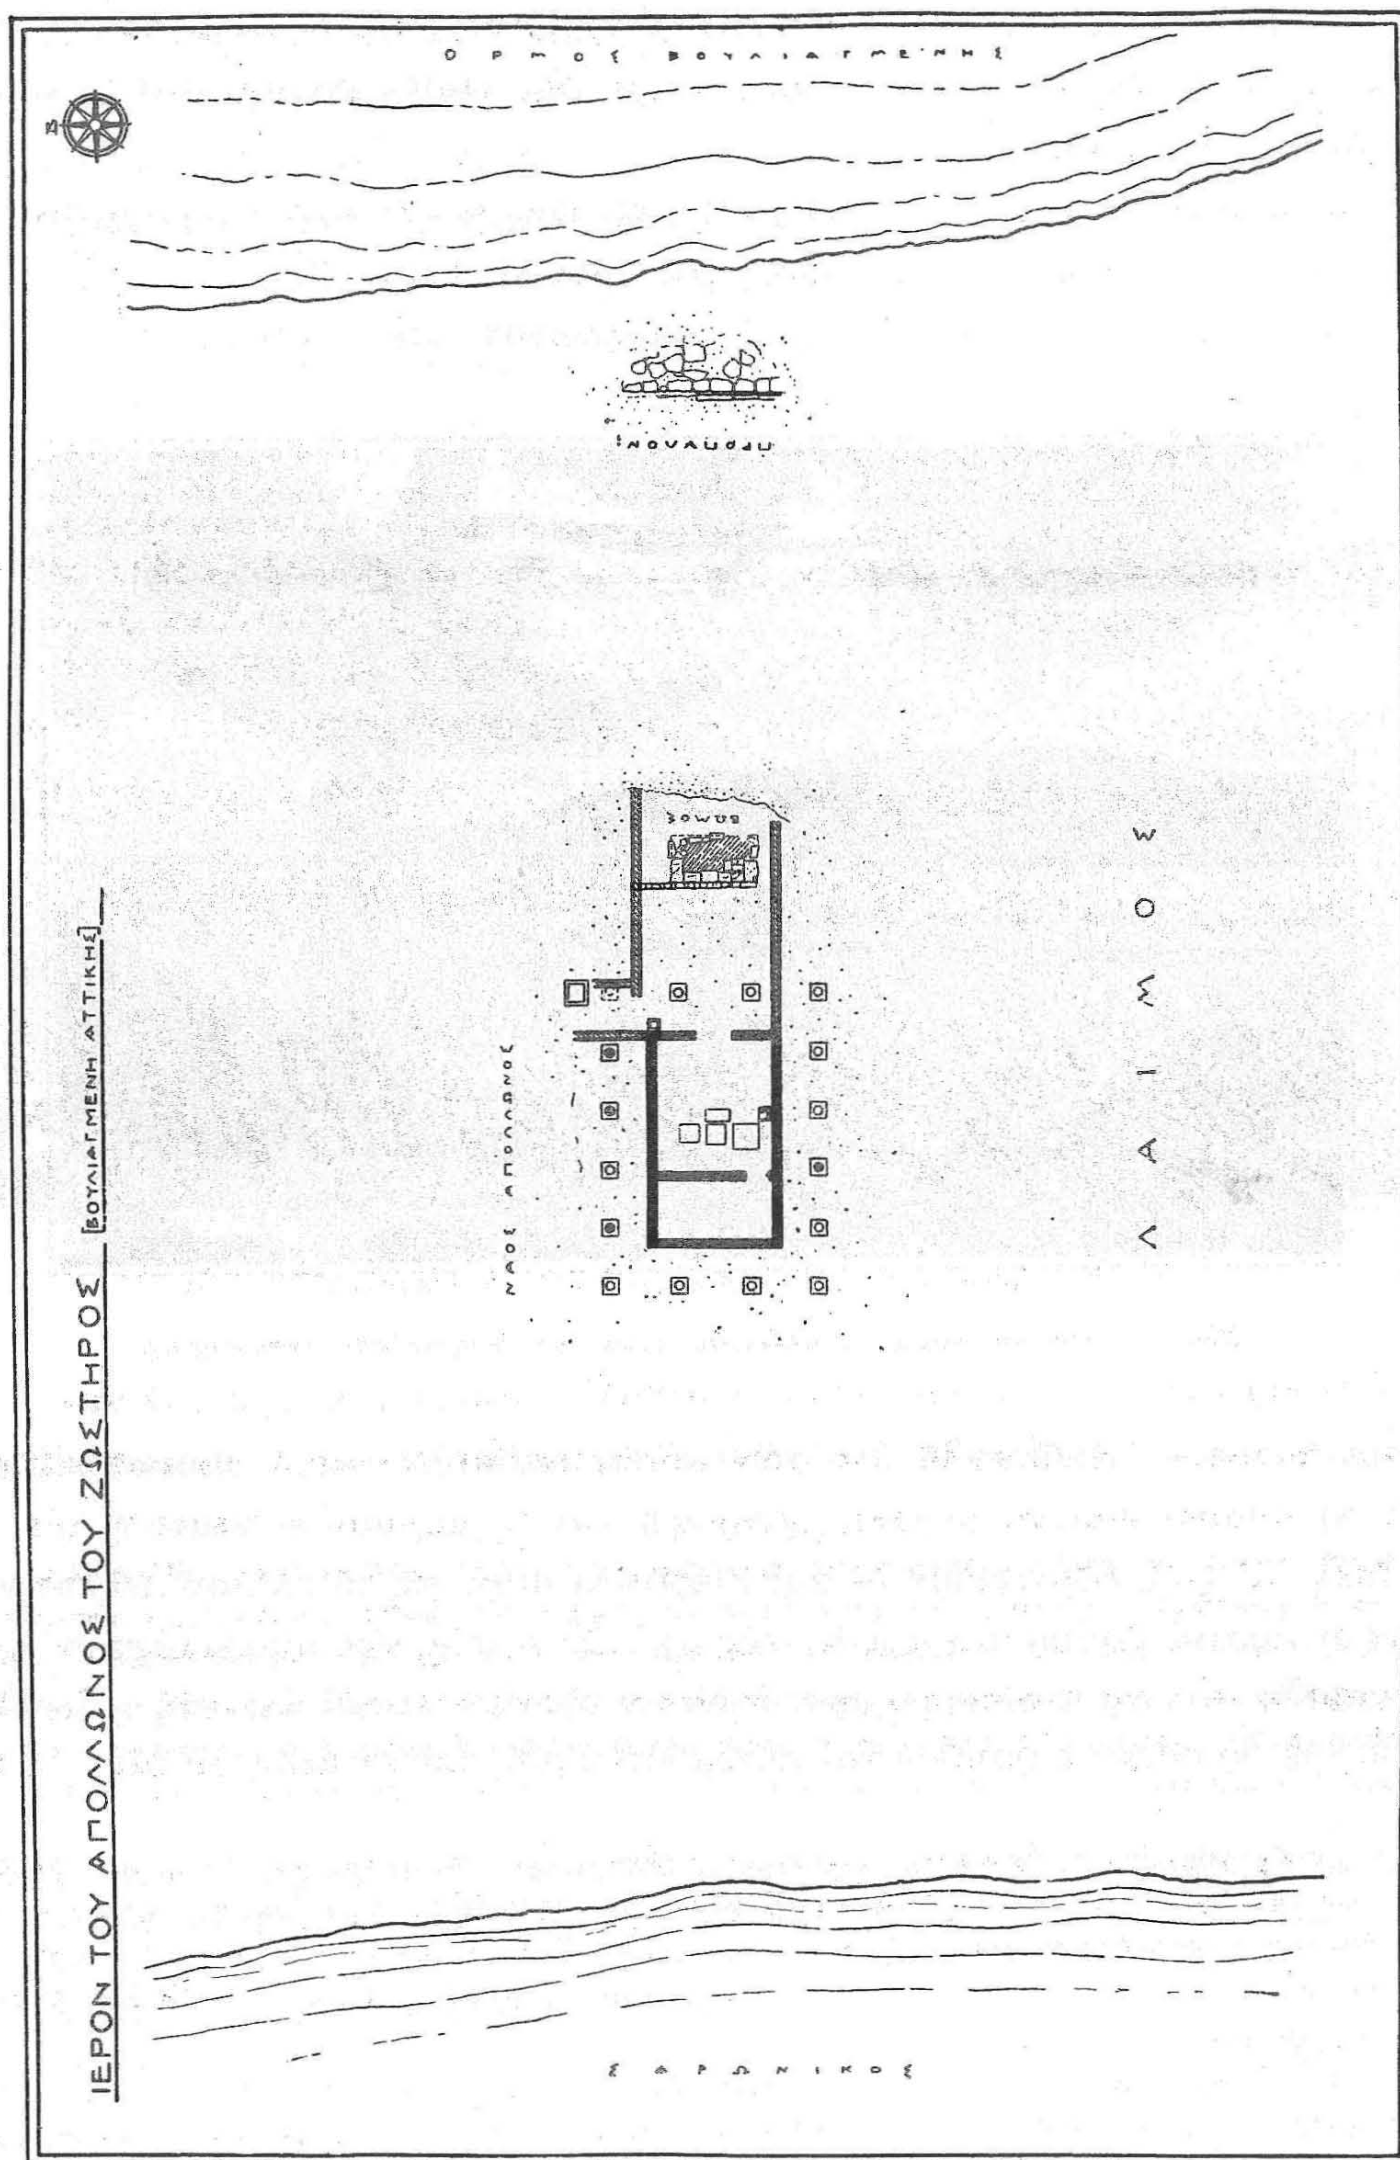 ΙΕΡΟΝ ΤΟΥ ΑΠΟΛΛΩΝΟΣ ΤΟΥ ΖΩΣΤΗΡΟΣ [ΒΟΥΛΙΑΓΜΕΝΗ ΑΤΤΙΚΗΣ]
Β
ΟΡΜΟΣ ΒΟΥΛΙΑΓΜΕΝΗΣ
ΠΡΟΠΥΛΟΝ;
ΒΩΜΟΣ
ΝΑΟΣ ΑΠΟΛΛΩΝΟΣ
ΛΑΙΜΟΣ
ΣΑΡΩΝΙΚΟΣ